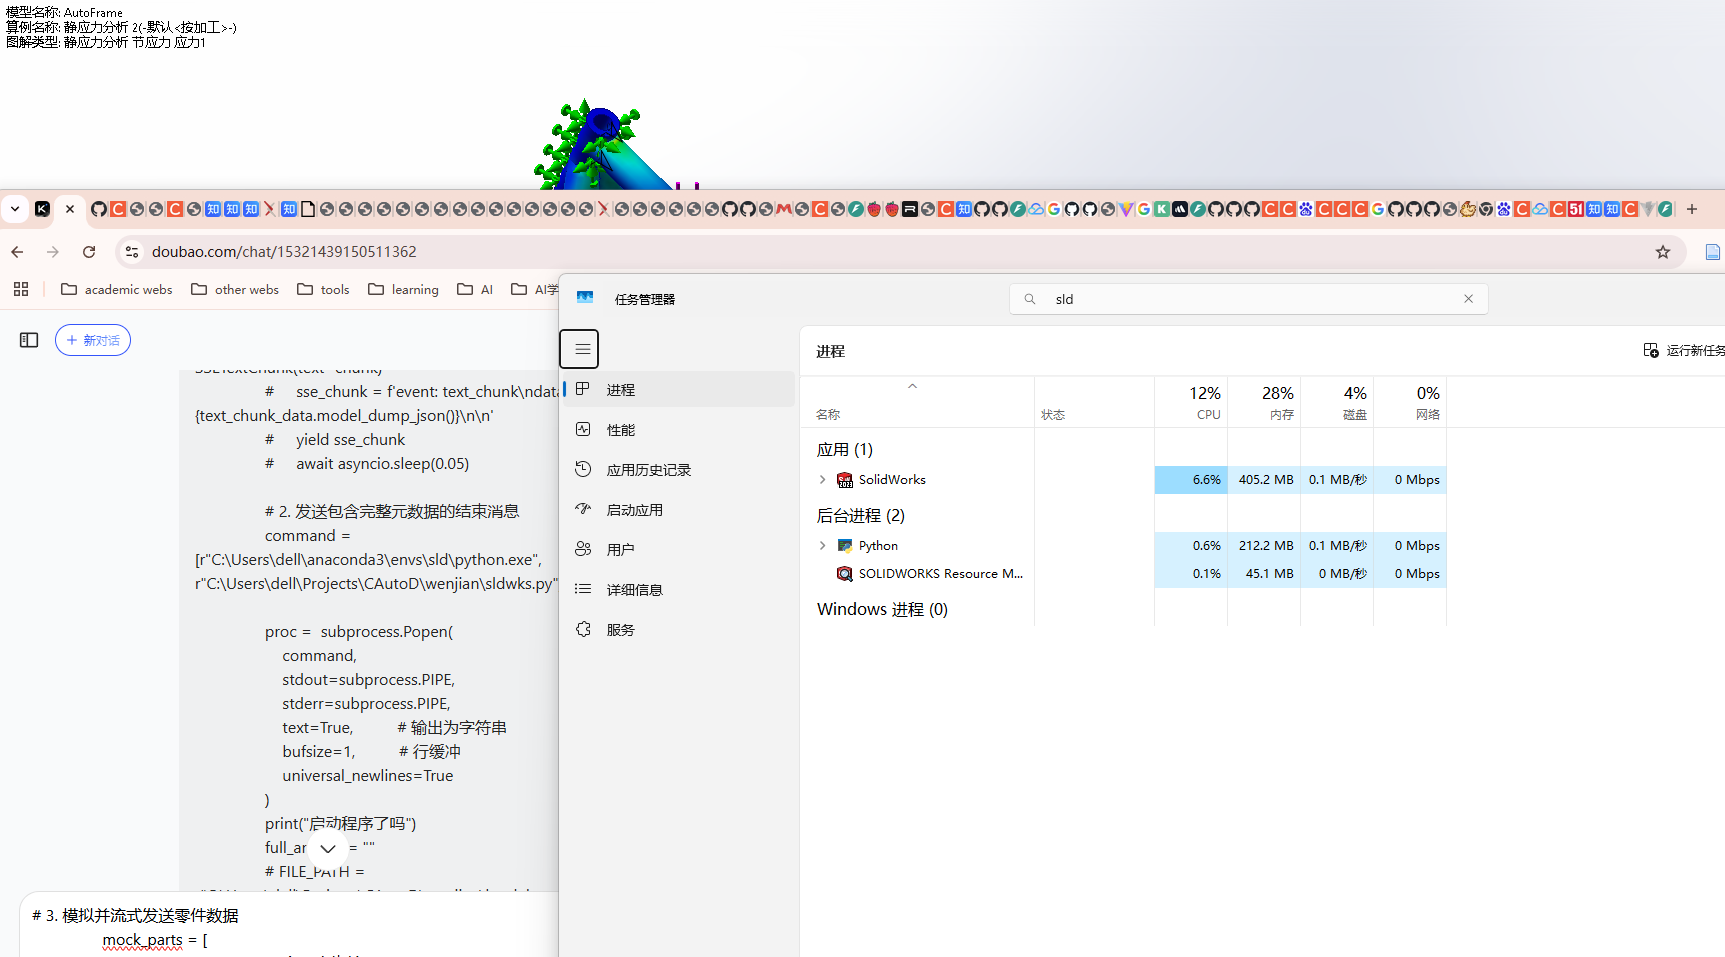 模型名称: AutoFrame
算例名称: 静应力分析 2(-默认<按加工>-)
图解类型: 静应力分析 节应力 应力1
doubao.com/chat/15321439150511362
academic webs
other webs
tools
learning
AI
AI学
新对话
# sse_chunk = f'event: text_chunk\ndata
{text_chunk_data.model_dump_json()}\n\n'
# yield sse_chunk
# await asyncio.sleep(0.05)
# 2. 发送包含完整元数据的结束消息
command =
[r"C:\Users\dell\anaconda3\envs\sld\python.exe",
r"C:\Users\dell\Projects\CAutoD\wenjian\sldwks.py"
proc = subprocess.Popen(
command,
stdout=subprocess.PIPE,
stderr=subprocess.PIPE,
text=True, # 输出为字符串
bufsize=1, # 行缓冲
universal_newlines=True
)
print("启动程序了吗")
= ""
# FILE_PATH =
# 3. 模拟并流式发送零件数据
mock_parts = [
任务管理器
sld
进程
性能
应用历史记录
启动应用
用户
详细信息
服务
进程
运行新任务
12% 28% 4% 0%
名称 状态 CPU 内存 磁盘 网络
应用 (1)
SolidWorks 6.6% 405.2 MB 0.1 MB/秒 0 Mbps
后台进程 (2)
Python 0.6% 212.2 MB 0.1 MB/秒 0 Mbps
SOLIDWORKS Resource M... 0.1% 45.1 MB 0 MB/秒 0 Mbps
Windows 进程 (0)